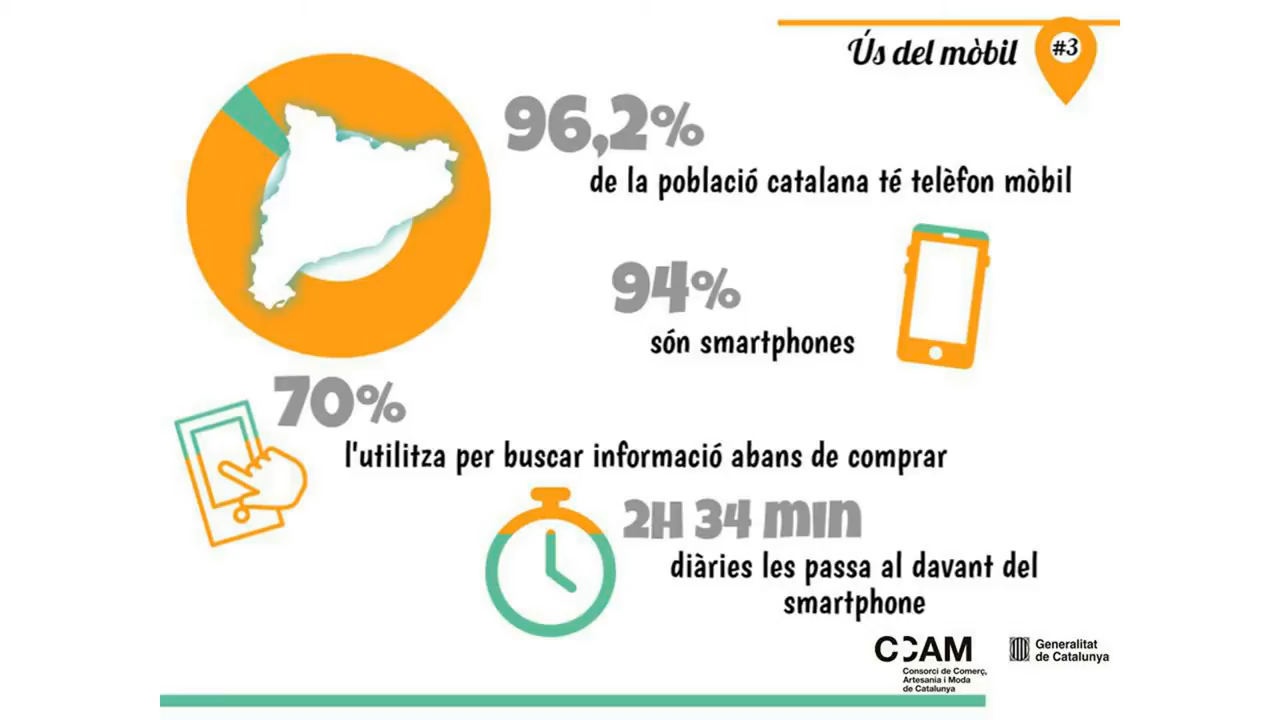 Ús del mòbil
#3
96,2%
de la població catalana té telèfon mòbil
94%
són smartphones
70%
l'utilitza per buscar informació abans de comprar
2H 34 min
diàries les passa al davant del
smartphone
CCAM
Consorci de Comerç,
Artesania i Moda
de Catalunya
Generalitat
de Catalunya